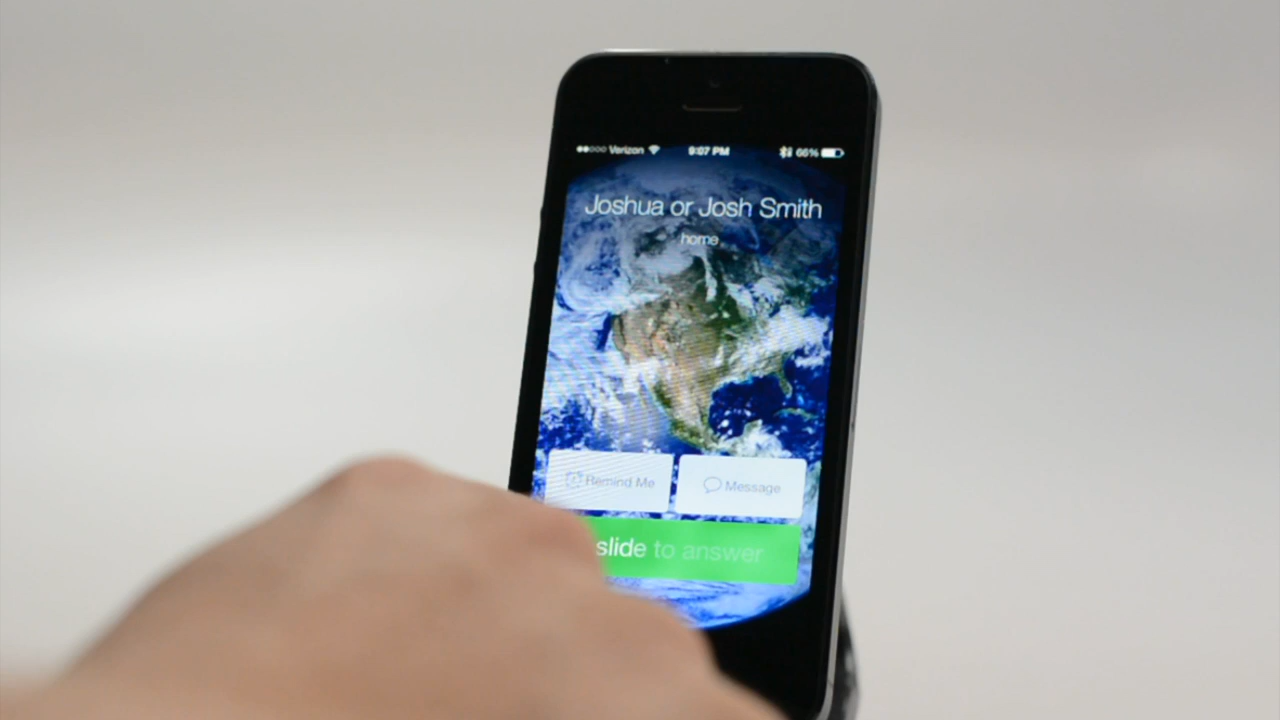 Verizon 9:07 PM 66%
Joshua or Josh Smith
home
Remind Me Message
slide to answer